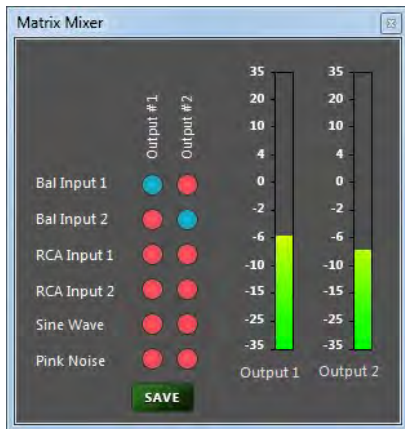 Matrix Mixer
Output #1
Output #2
Bal Input 1
Bal Input 2
RCA Input 1
RCA Input 2
Sine Wave
Pink Noise
SAVE
35
20
10
4
0
-2
-6
-10
-15
-25
-35
Output 1
35
20
10
4
0
-2
-6
-10
-15
-25
-35
Output 2